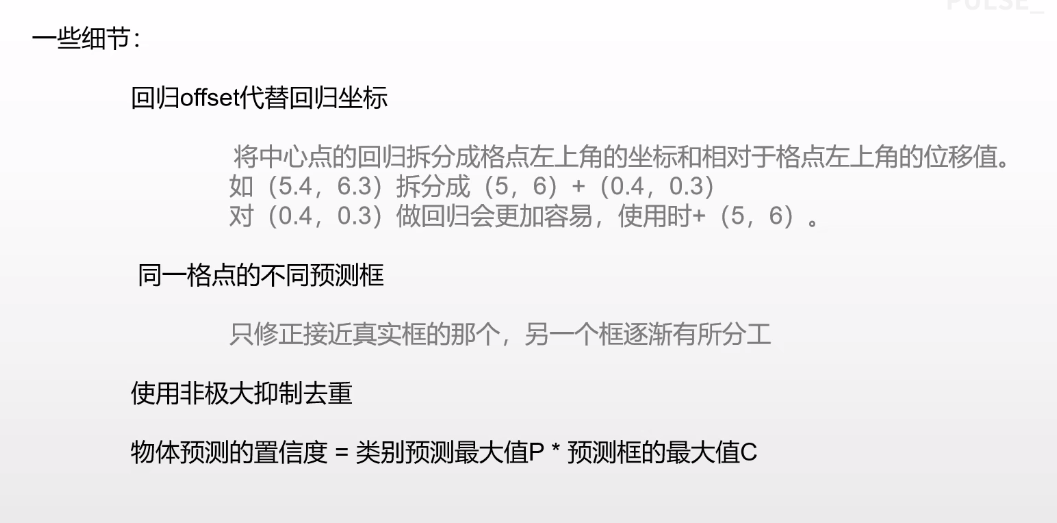 PULSE_
一些细节：
回归offset代替回归坐标
将中心点的回归拆分成格点左上角的坐标和相对于格点左上角的位移值。
如（5.4，6.3）拆分成（5，6）+（0.4，0.3）
对（0.4，0.3）做回归会更加容易，使用时+（5，6）。
同一格点的不同预测框
只修正接近真实框的那个，另一个框逐渐有所分工
使用非极大抑制去重
物体预测的置信度 = 类别预测最大值P * 预测框的最大值C